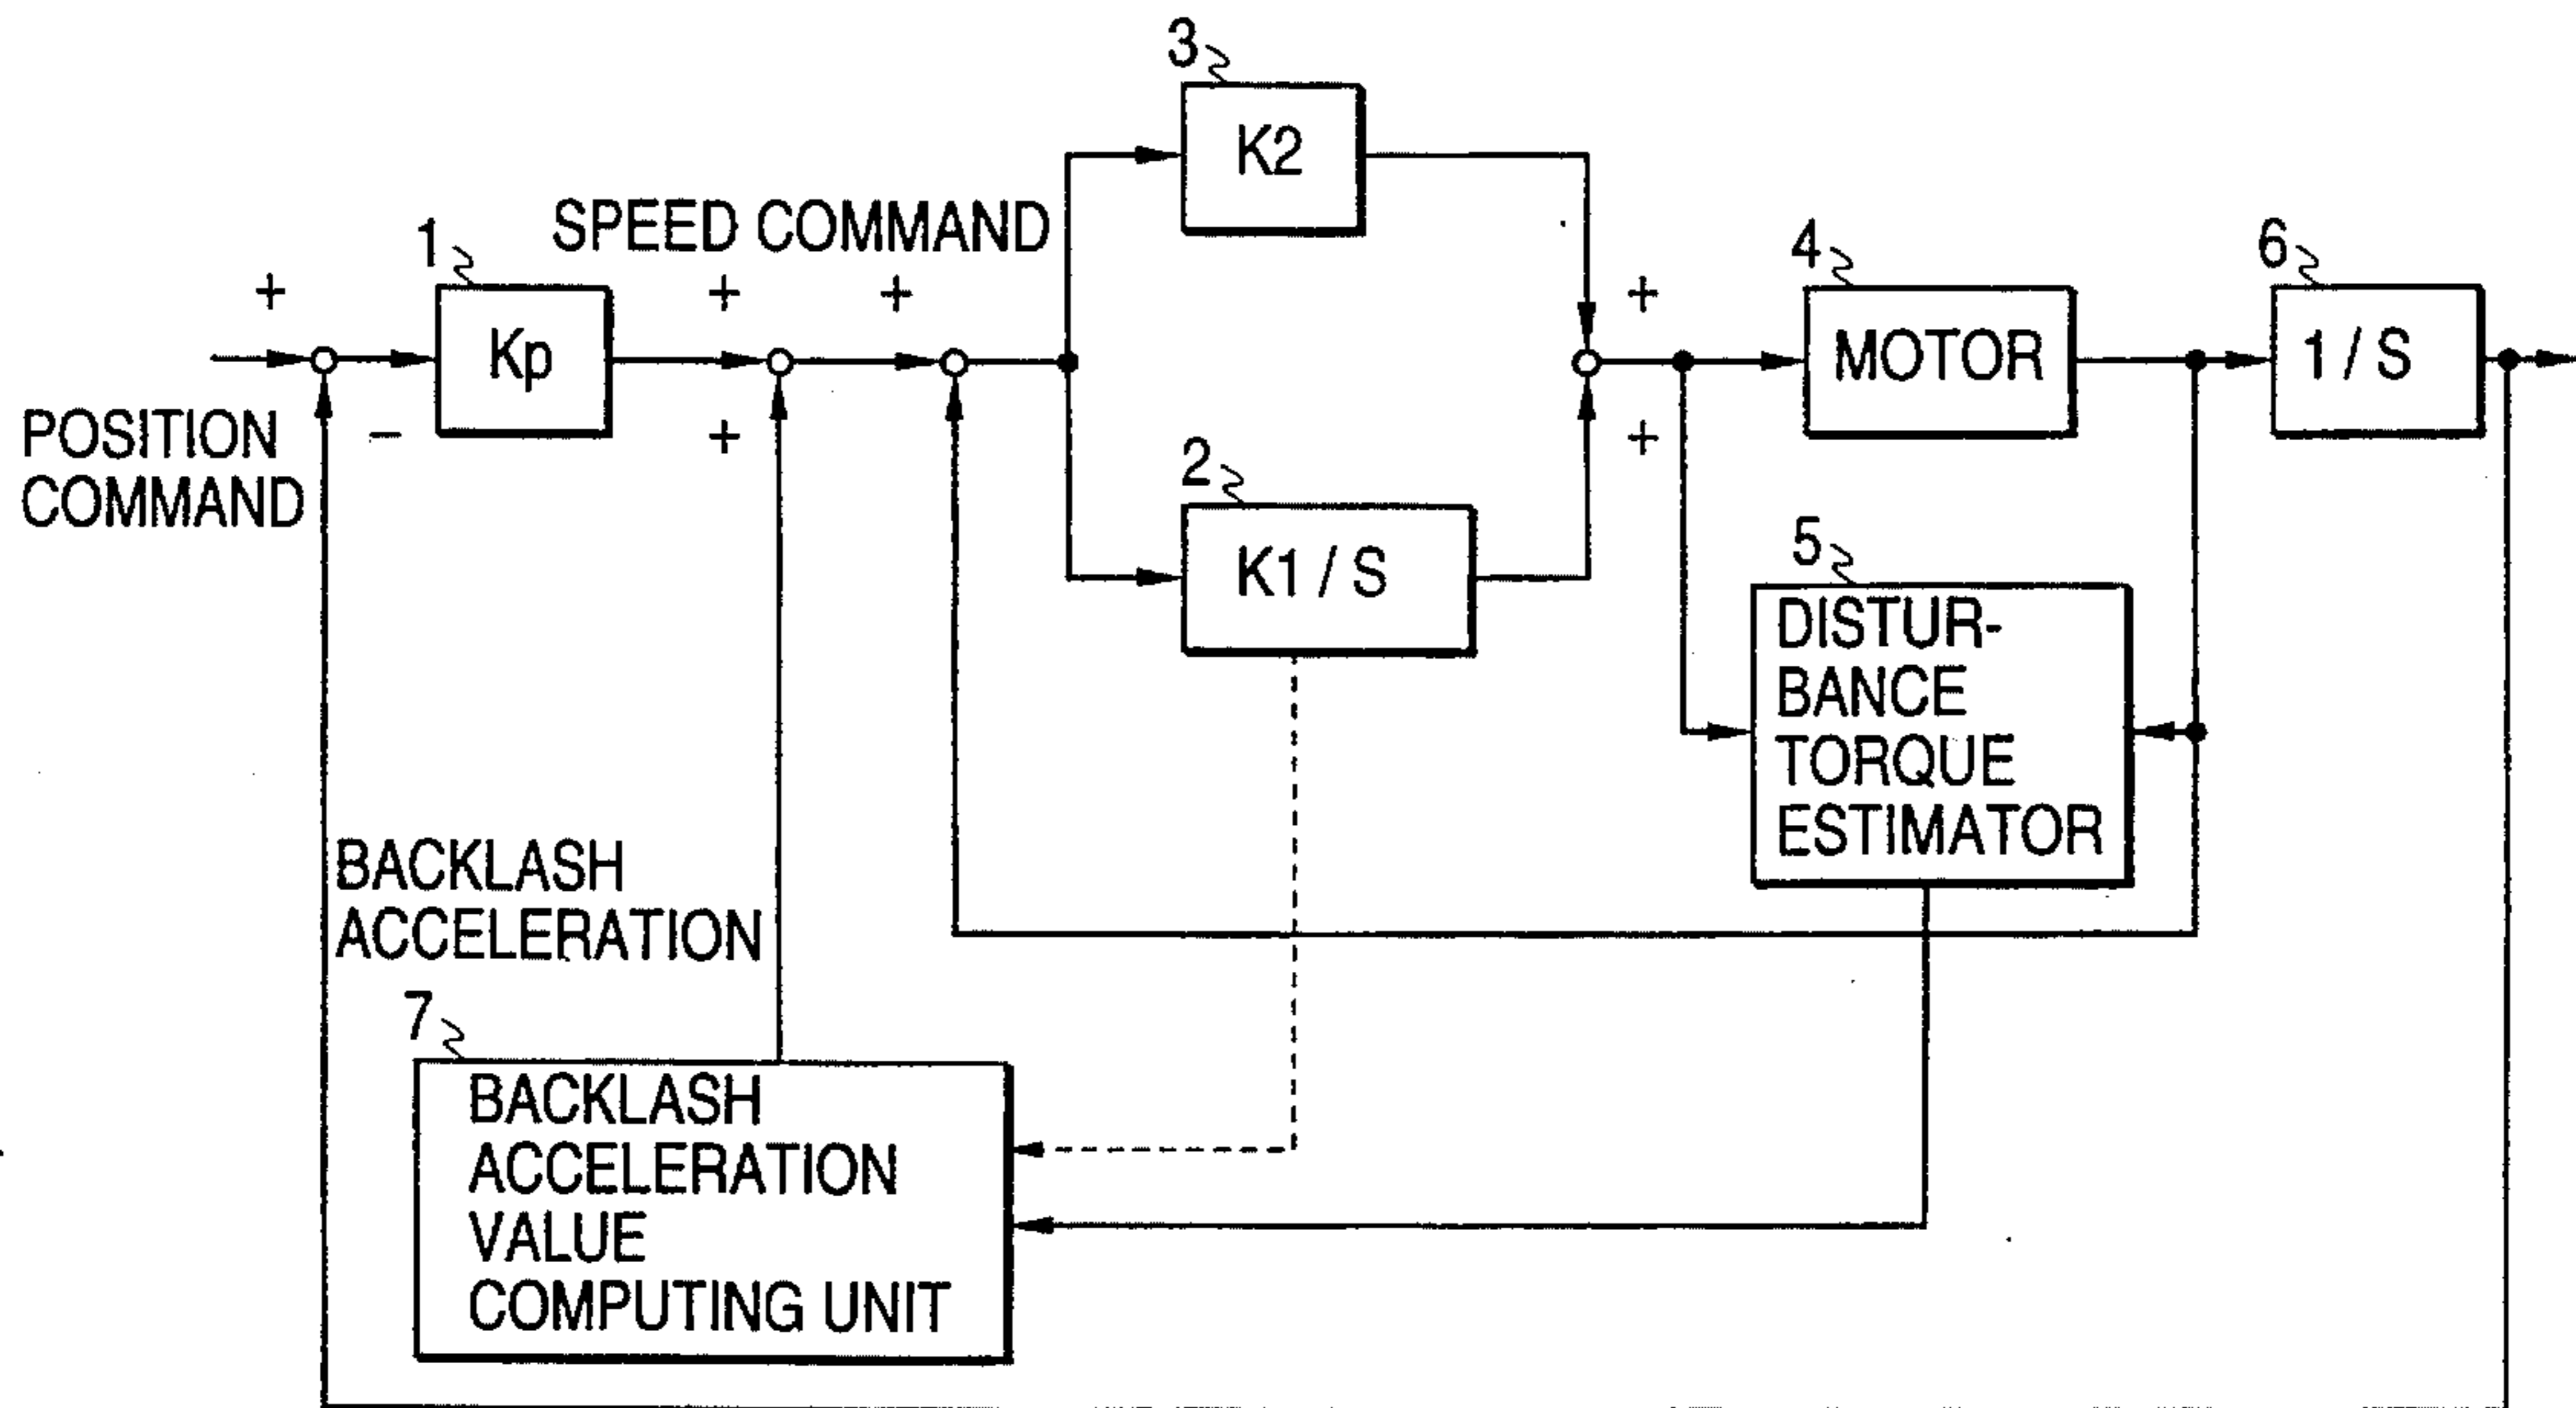 3
K2
SPEED COMMAND
1
4
6
+
+
+
+
Kp
MOTOR
1 / S
POSITION
COMMAND
−
+
+
2
K1 / S
5
DISTUR-
BANCE
TORQUE
ESTIMATOR
BACKLASH
ACCELERATION
7
BACKLASH
ACCELERATION
VALUE
COMPUTING UNIT